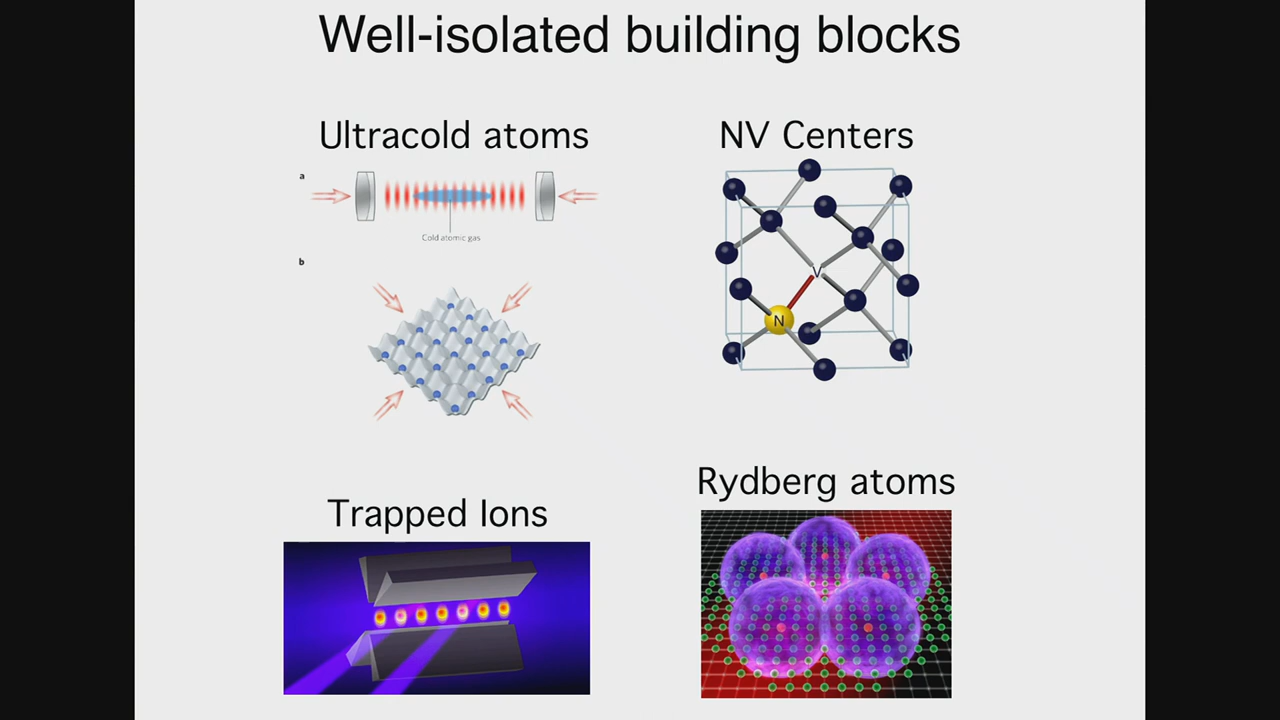 Well-isolated building blocks
Ultracold atoms
a
Cold atomic gas
b
NV Centers
V
N
Trapped Ions
Rydberg atoms